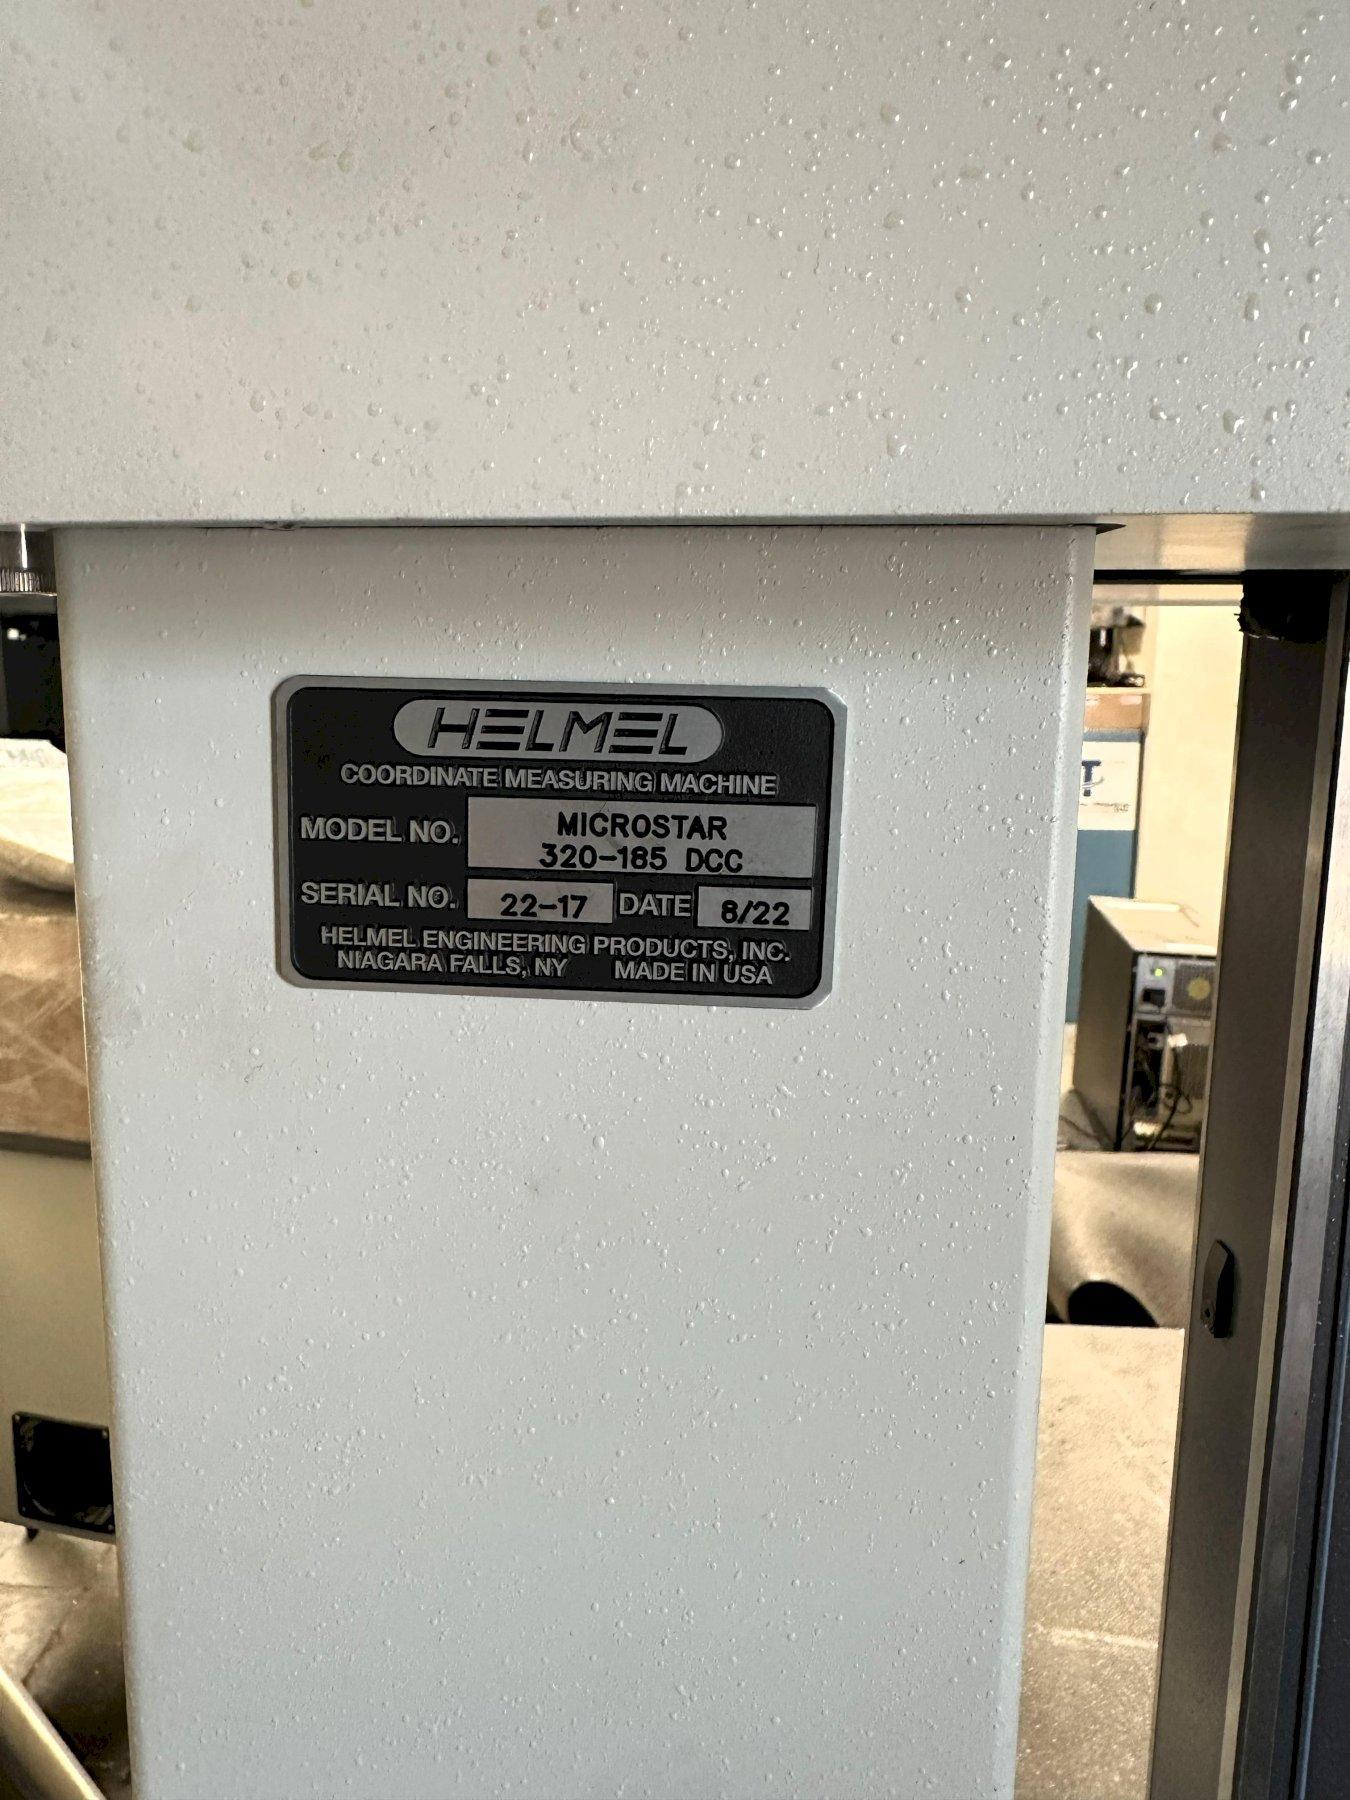 HELMEL
COORDINATE MEASURING MACHINE
MODEL NO. MICROSTAR
320-185 DCC
SERIAL NO. 22-17 DATE 8/22
HELMEL ENGINEERING PRODUCTS, INC.
NIAGARA FALLS, NY MADE IN USA